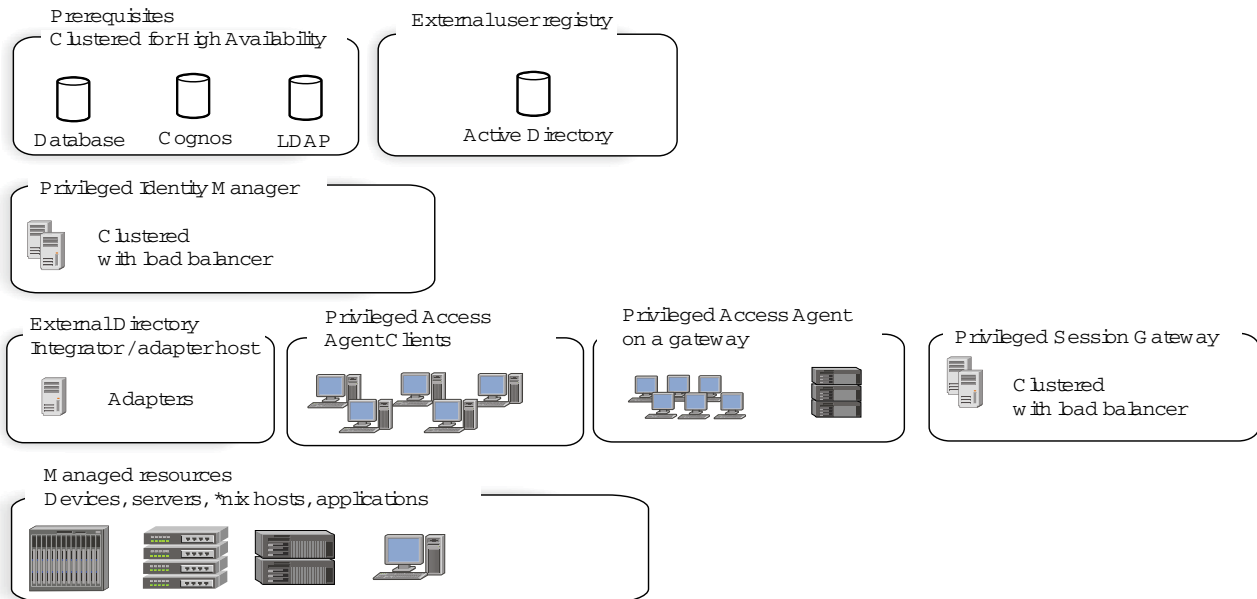 Prerequisites
Clustered for High Availability
Database
Cognos
LDAP
External user registry
Active Directory
Privileged Identity Manager
Clustered
with load balancer
External Directory
Integrator / adapter host
Adapters
Privileged Access
Agent Clients
Privileged Access Agent
on a gateway
Privileged Session Gateway
Clustered
with load balancer
Managed resources
Devices, servers, *nix hosts, applications